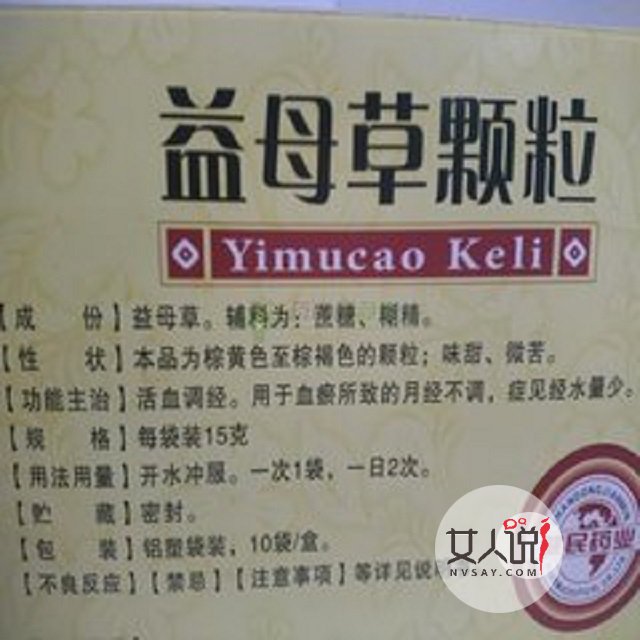 益母草颗粒
Yimucao Keli
【成 份】益母草。辅料为：蔗糖、糊精。
【性 状】本品为棕黄色至棕褐色的颗粒；味甜、微苦。
【功能主治】活血调经。用于血瘀所致的月经不调，症见经水量少。
【规 格】每袋装15克
【用法用量】开水冲服。一次1袋，一日2次。
【贮 藏】密封。
【包 装】铝塑袋装，10袋/盒。
【不良反应】【禁忌】【注意事项】等详见说
民药业
女人说
NVSAY.COM